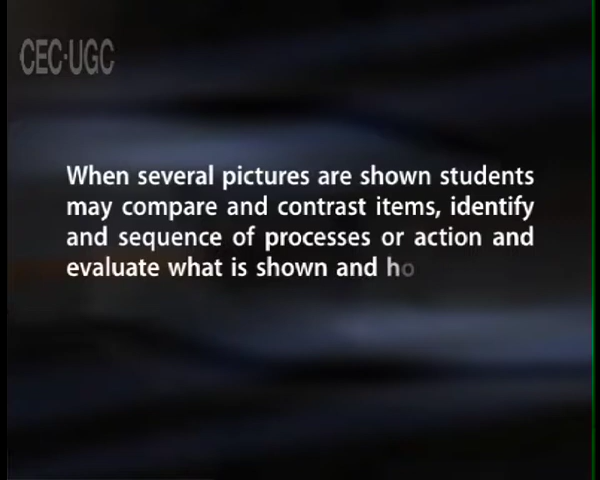 CEC-UGC
When several pictures are shown students
may compare and contrast items, identify
and sequence of processes or action and
evaluate what is shown and ho